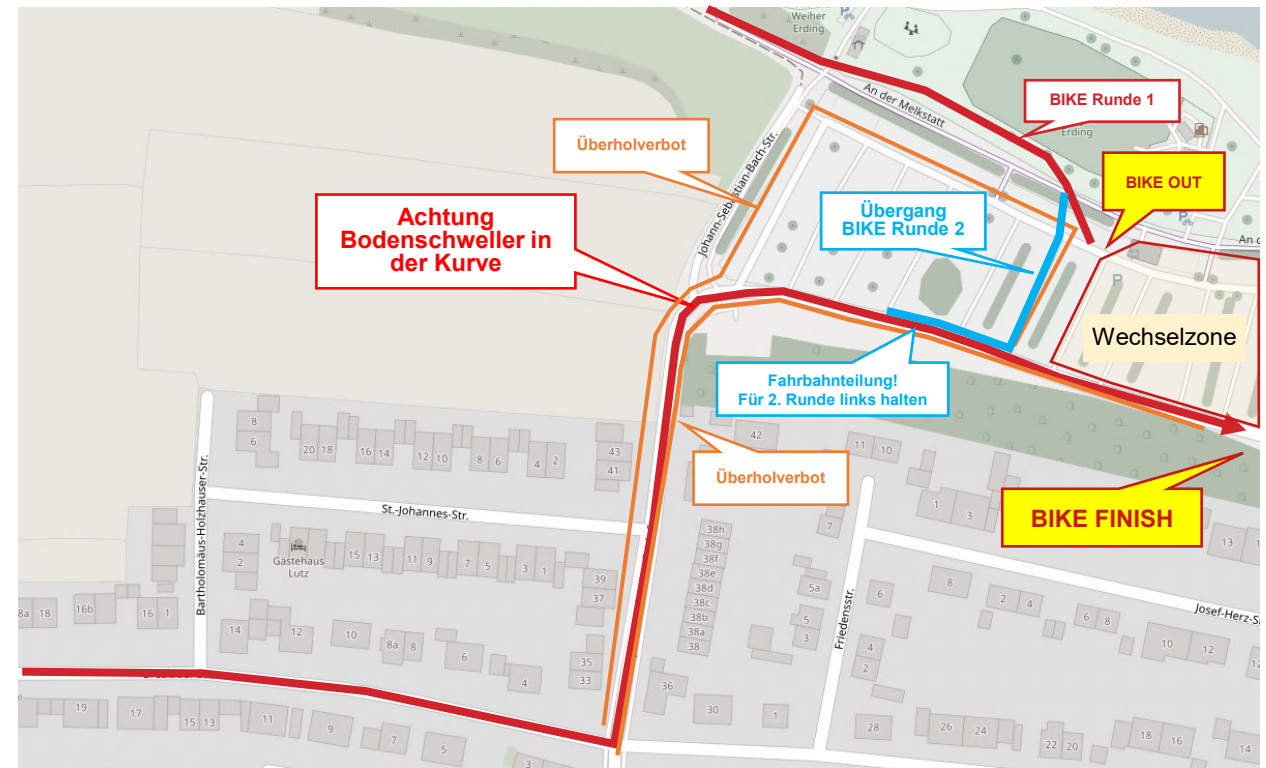 Weiher
Erding
An der Melkstatt
BIKE Runde 1
Erding
Überholverbot
BIKE OUT
Johann-Sebastian-Bach-Str.
Achtung
Bodenschweller in
der Kurve
Übergang
BIKE Runde 2
P
Wechselzone
Fahrbahnteilung!
Für 2. Runde links halten
8
6
20 18
16 14
12 10
8 6
4 2
43
41
42
11 10
Überholverbot
BIKE FINISH
Bartholomäus-Holzhauser-Str.
St.-Johannes-Str.
4
2
Gästehaus
Lutz
15 13
11 9
7 5
3 1
39
37
38h
38g
38f
38e
38d
38c
38b
38a
38
7
1
3
13
5a
6
8
2 4
6 8
Josef-Herz-S
8a 18
16b
16 1
14
12
10
8a 8
6
4
35
33
36
5
3
Friedensstr.
4
2
10
12
12
19
17
15 13
11
9
7
5
3
30
1
28
26 24
22 20
18 16
14